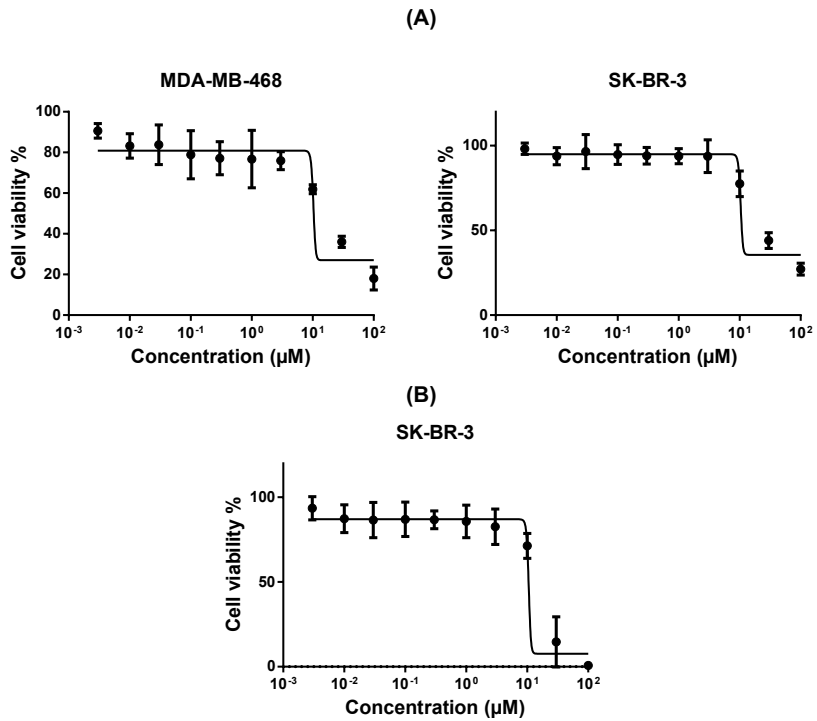 (A)
MDA-MB-468
Cell viability %
100
80
60
40
20
0
10⁻³ 10⁻² 10⁻¹ 10⁰ 10¹ 10²
Concentration (µM)
SK-BR-3
Cell viability %
100
50
0
10⁻³ 10⁻² 10⁻¹ 10⁰ 10¹ 10²
Concentration (µM)
(B)
SK-BR-3
Cell viability %
100
50
0
10⁻³ 10⁻² 10⁻¹ 10⁰ 10¹ 10²
Concentration (µM)